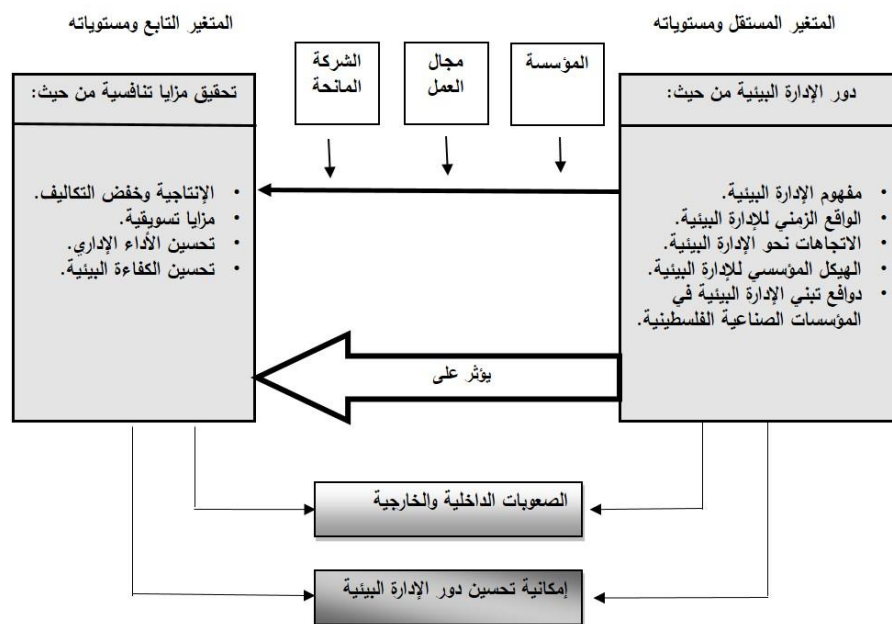 المتغير المستقل ومستوياته
المتغير التابع ومستوياته
المؤسسة
مجال
العمل
الشركة
المانحة
دور الإدارة البيئية من حيث:
• مفهوم الإدارة البيئية.
• الواقع الزمني للإدارة البيئية.
• الاتجاهات نحو الإدارة البيئية.
• الهيكل المؤسسي للإدارة البيئية.
• دوافع تبني الإدارة البيئية في
المؤسسات الصناعية الفلسطينية.
تحقيق مزايا تنافسية من حيث:
• الإنتاجية وخفض التكاليف.
• مزايا تسويقية.
• تحسين الأداء الإداري.
• تحسين الكفاءة البيئية.
يؤثر على
الصعوبات الداخلية والخارجية
إمكانية تحسين دور الإدارة البيئية